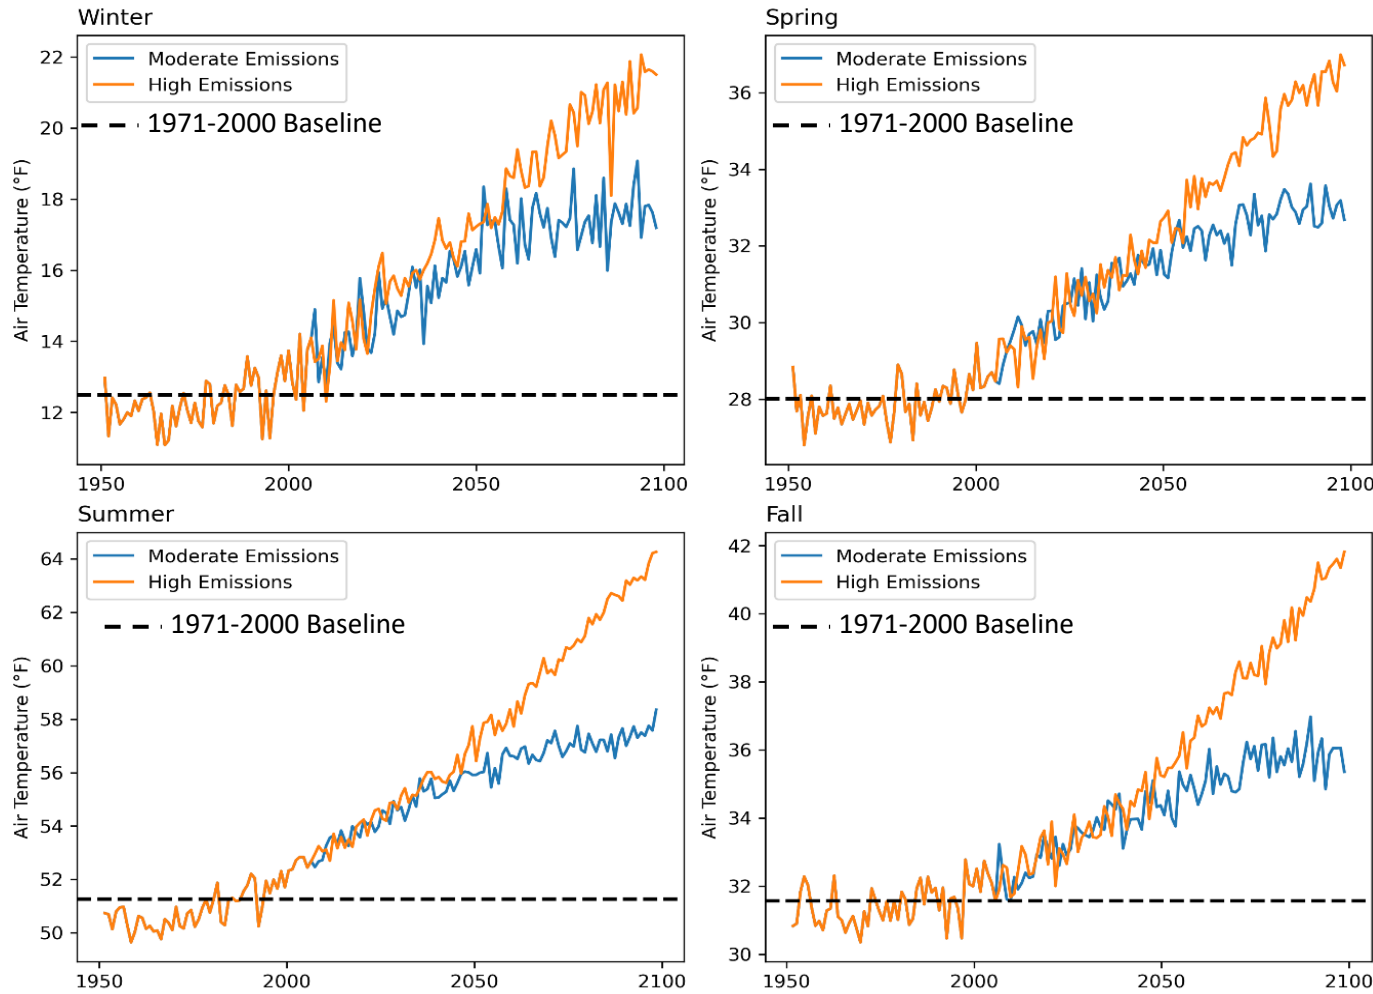 Winter
Moderate Emissions
High Emissions
1971-2000 Baseline
Air Temperature (°F)
22
20
18
16
14
12
1950 2000 2050 2100
Spring
Moderate Emissions
High Emissions
1971-2000 Baseline
Air Temperature (°F)
36
34
32
30
28
1950 2000 2050 2100
Summer
Moderate Emissions
High Emissions
1971-2000 Baseline
Air Temperature (°F)
64
62
60
58
56
54
52
50
1950 2000 2050 2100
Fall
Moderate Emissions
High Emissions
1971-2000 Baseline
Air Temperature (°F)
42
40
38
36
34
32
30
1950 2000 2050 2100